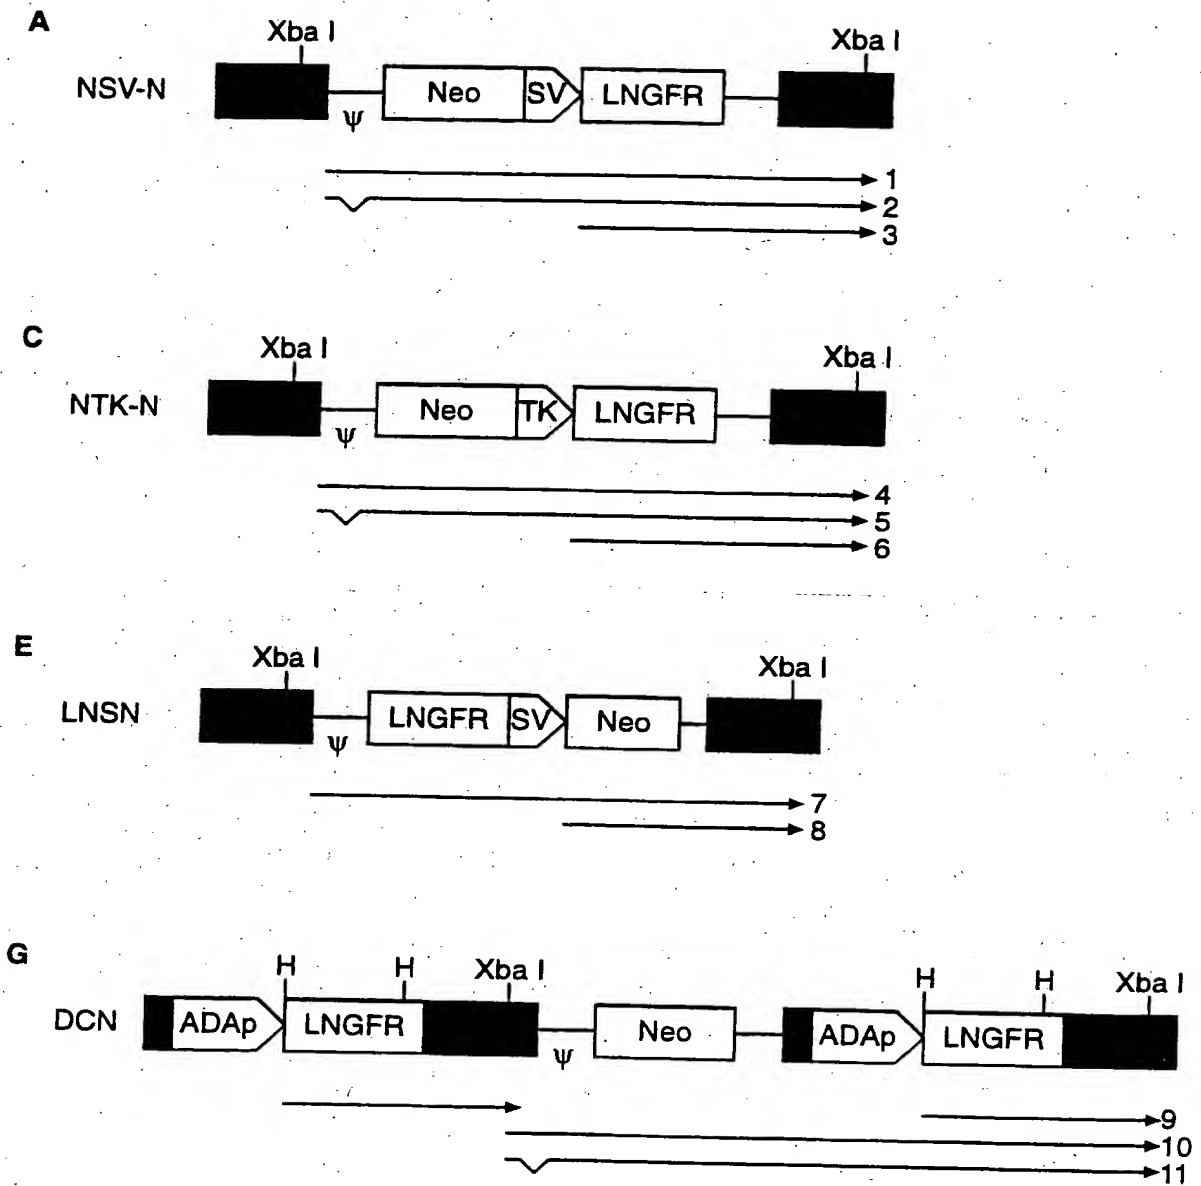 A
Xba I
Xba I
NSV-N
Neo
SV
LNGFR
ψ
1
2
3
C
Xba I
Xba I
NTK-N
Neo
TK
LNGFR
ψ
4
5
6
E
Xba I
Xba I
LNSN
LNGFR
SV
Neo
ψ
7
8
G
H
H
Xba I
H
H
Xba I
DCN
ADAp
LNGFR
Neo
ADAp
LNGFR
ψ
9
10
11